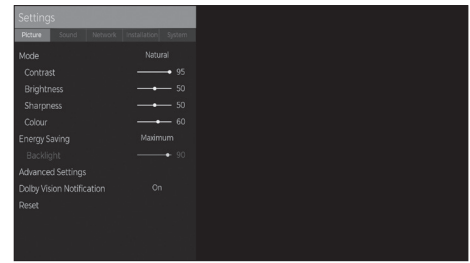 Settings
Picture Sound Network Installation System
Mode Natural
Contrast 95
Brightness 50
Sharpness 50
Colour 60
Energy Saving Maximum
Backlight 90
Advanced Settings
Dolby Vision Notification On
Reset